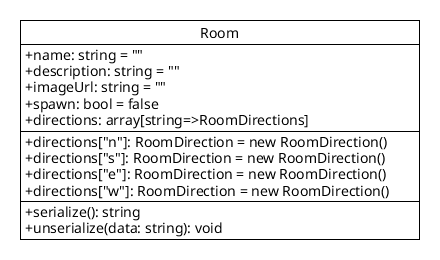 Room
+name: string = ""
+description: string = ""
+imageUrl: string = ""
+spawn: bool = false
+directions: array[string=>RoomDirections]
+directions["n"]: RoomDirection = new RoomDirection()
+directions["s"]: RoomDirection = new RoomDirection()
+directions["e"]: RoomDirection = new RoomDirection()
+directions["w"]: RoomDirection = new RoomDirection()
+serialize(): string
+unserialize(data: string): void